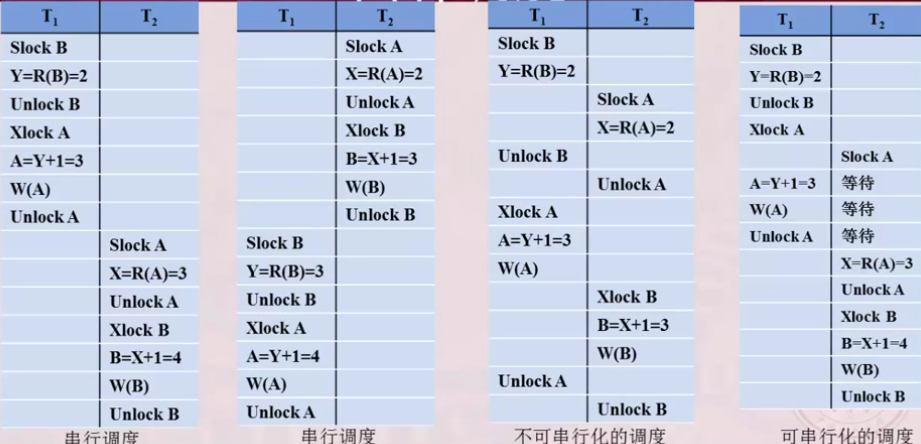 T1 T2
Slock B
Y=R(B)=2
Unlock B
Xlock A
A=Y+1=3
W(A)
Unlock A
Slock A
X=R(A)=3
Unlock A
Xlock B
B=X+1=4
W(B)
Unlock B
串行调度
T1 T2
Slock A
X=R(A)=2
Unlock A
Xlock B
B=X+1=3
W(B)
Unlock B
Slock B
Y=R(B)=3
Unlock B
Xlock A
A=Y+1=4
W(A)
Unlock A
串行调度
T1 T2
Slock B
Y=R(B)=2
Slock A
X=R(A)=2
Unlock B
Unlock A
Xlock A
A=Y+1=3
W(A)
Xlock B
B=X+1=3
W(B)
Unlock A
Unlock B
不可串行化的调度
T1 T2
Slock B
Y=R(B)=2
Unlock B
Xlock A
Slock A
A=Y+1=3 等待
W(A) 等待
Unlock A 等待
X=R(A)=3
Unlock A
Xlock B
B=X+1=4
W(B)
Unlock B
可串行化的调度